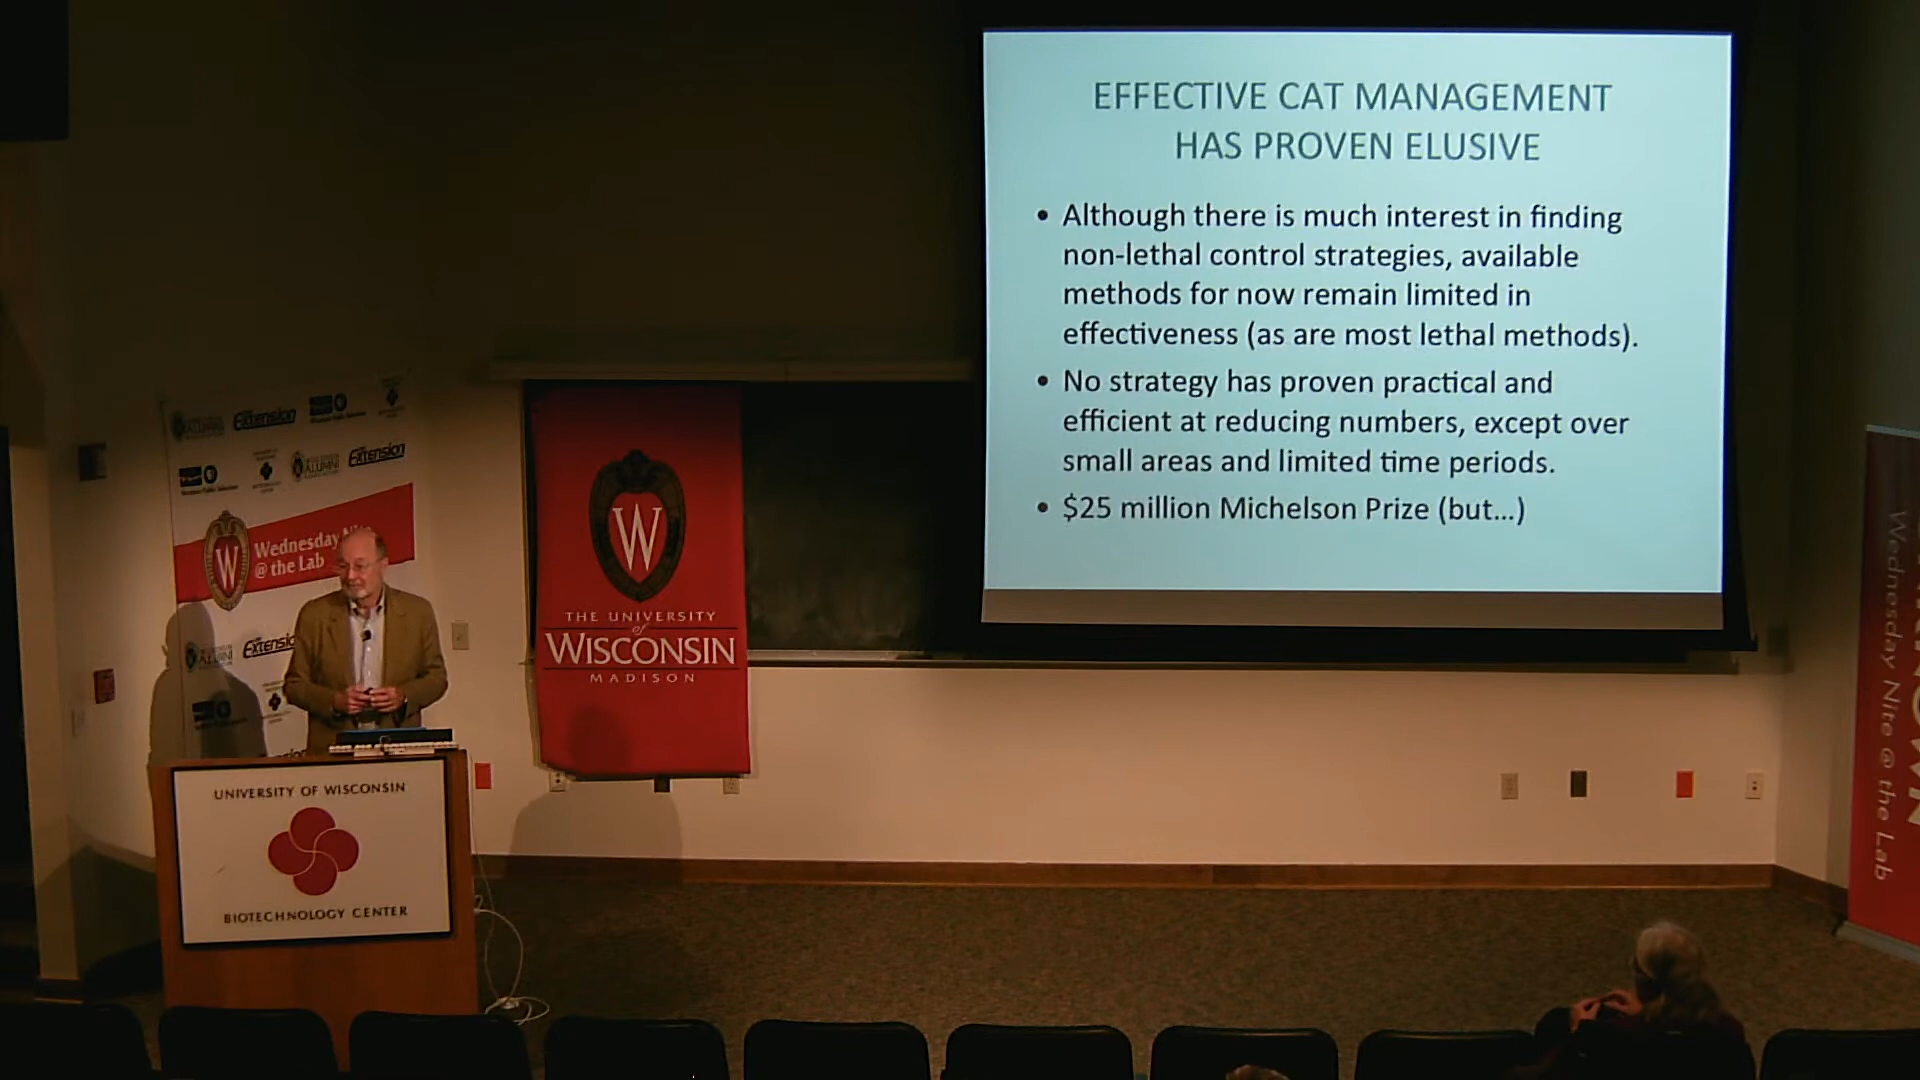 EFFECTIVE CAT MANAGEMENT
HAS PROVEN ELUSIVE
• Although there is much interest in finding
non-lethal control strategies, available
methods for now remain limited in
effectiveness (as are most lethal methods).
• No strategy has proven practical and
efficient at reducing numbers, except over
small areas and limited time periods.
• $25 million Michelson Prize (but...)
Extension
ALUMNI
Extension
W
Wednesday
@ the Lab
W
THE UNIVERSITY
of
WISCONSIN
MADISON
UNIVERSITY OF WISCONSIN
BIOTECHNOLOGY CENTER
Wednesday Nite @ the Lab